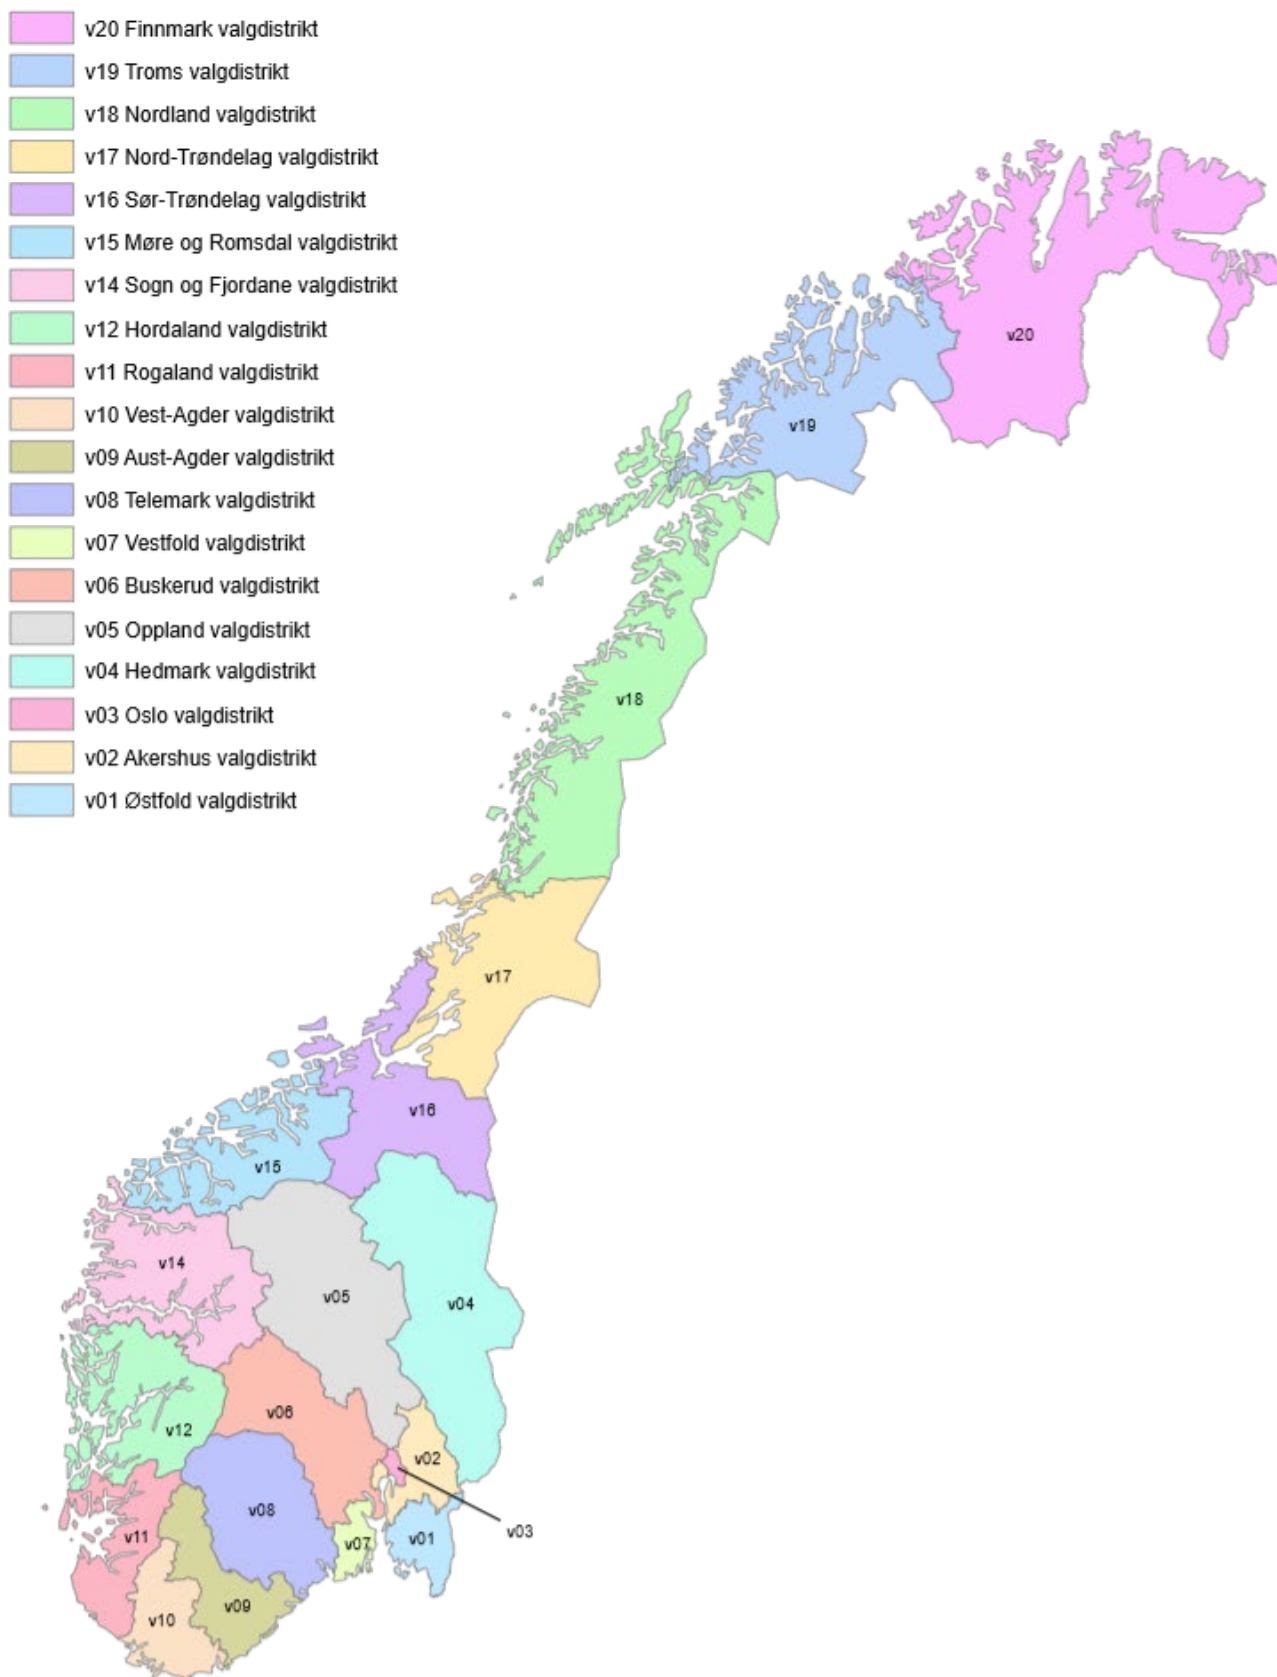 v20 Finnmark valgdistrikt
v19 Troms valgdistrikt
v18 Nordland valgdistrikt
v17 Nord-Trøndelag valgdistrikt
v16 Sør-Trøndelag valgdistrikt
v15 Møre og Romsdal valgdistrikt
v14 Sogn og Fjordane valgdistrikt
v12 Hordaland valgdistrikt
v11 Rogaland valgdistrikt
v10 Vest-Agder valgdistrikt
v09 Aust-Agder valgdistrikt
v08 Telemark valgdistrikt
v07 Vestfold valgdistrikt
v06 Buskerud valgdistrikt
v05 Oppland valgdistrikt
v04 Hedmark valgdistrikt
v03 Oslo valgdistrikt
v02 Akershus valgdistrikt
v01 Østfold valgdistrikt
v20
v19
v18
v17
v16
v15
v14
v05
v04
v06
v12
v02
v08
v03
v11
v07
v01
v09
v10